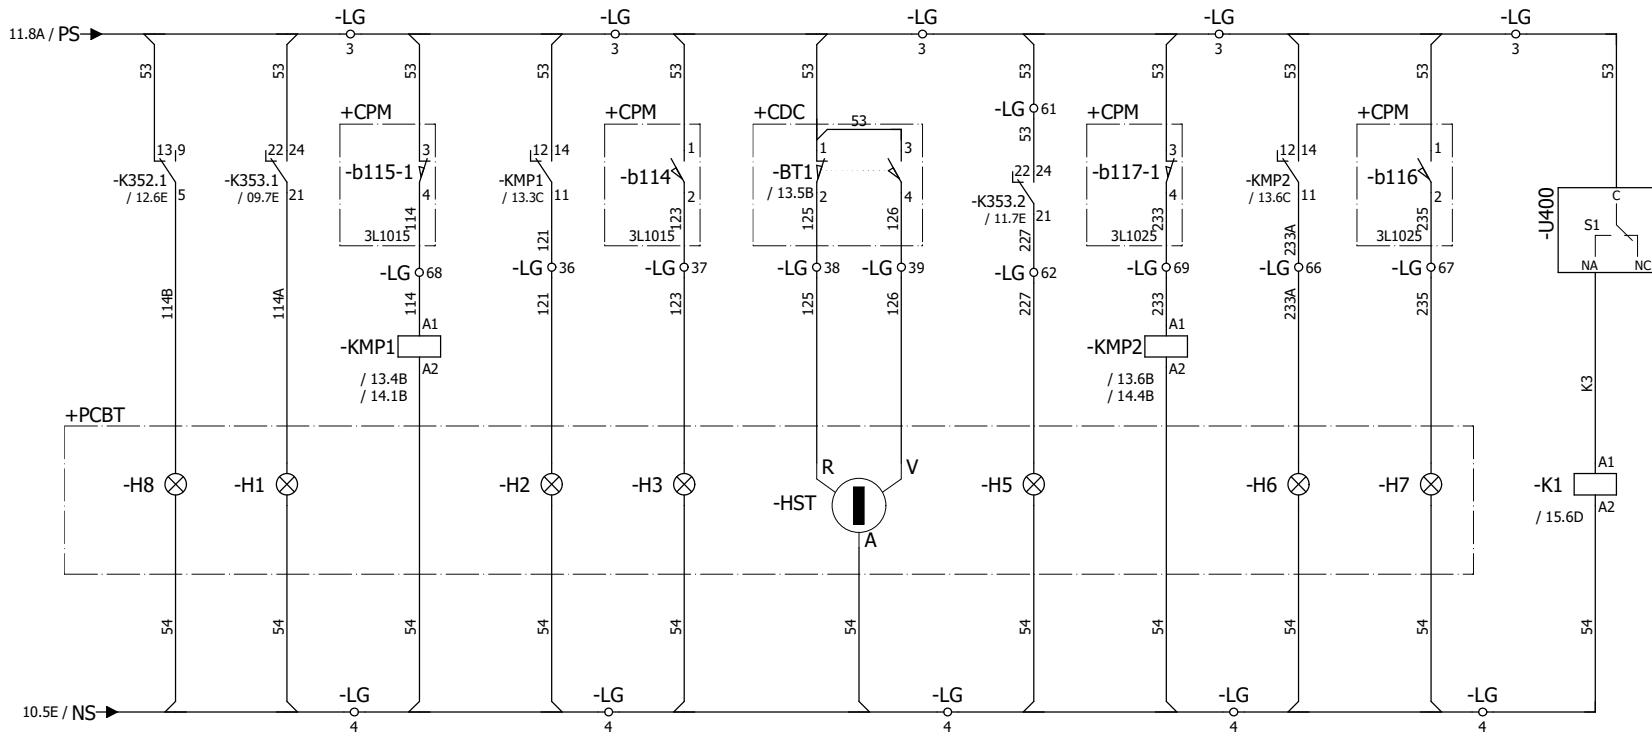 -LG -LG -LG -LG -LG
11.8A / PS
3 3 3 3 3
53 53 53 53 53 53 53 53 53 53 53
+CPM +CPM +CDC -LG 61 +CPM +CPM
53 53
13 9 22 24 3 12 14 1 1 3 22 24 3 12 14 1
-K352.1 -K353.1 -b115-1 -KMP1 -b114 -BT1 -K353.2 -b117-1 -KMP2 -b116
/ 12.6E 5 / 09.7E 21 4 / 13.3C 11 2 / 13.5B 2 4 / 11.7E 21 4 / 13.6C 11 2
-U400 C
S1
NA NC
114 121 123 125 126 227 233 233A 235
3L1015 3L1015 3L1025 3L1025
-LG 68 -LG 36 -LG 37 -LG 38 -LG 39 -LG 62 -LG 69 -LG 66 -LG 67
114B 114A 114 121 123 125 126 227 233 233A 235
A1 A1
-KMP1 -KMP2
A2 A2
/ 13.4B / 13.6B
/ 14.1B / 14.4B
K3
+PCBT
R V A1
-H8 -H1 -H2 -H3 -HST -H5 -H6 -H7 -K1
A2
/ 15.6D
A
54 54 54 54 54 54 54 54 54 54 54
-LG -LG -LG -LG -LG
10.5E / NS
4 4 4 4 4